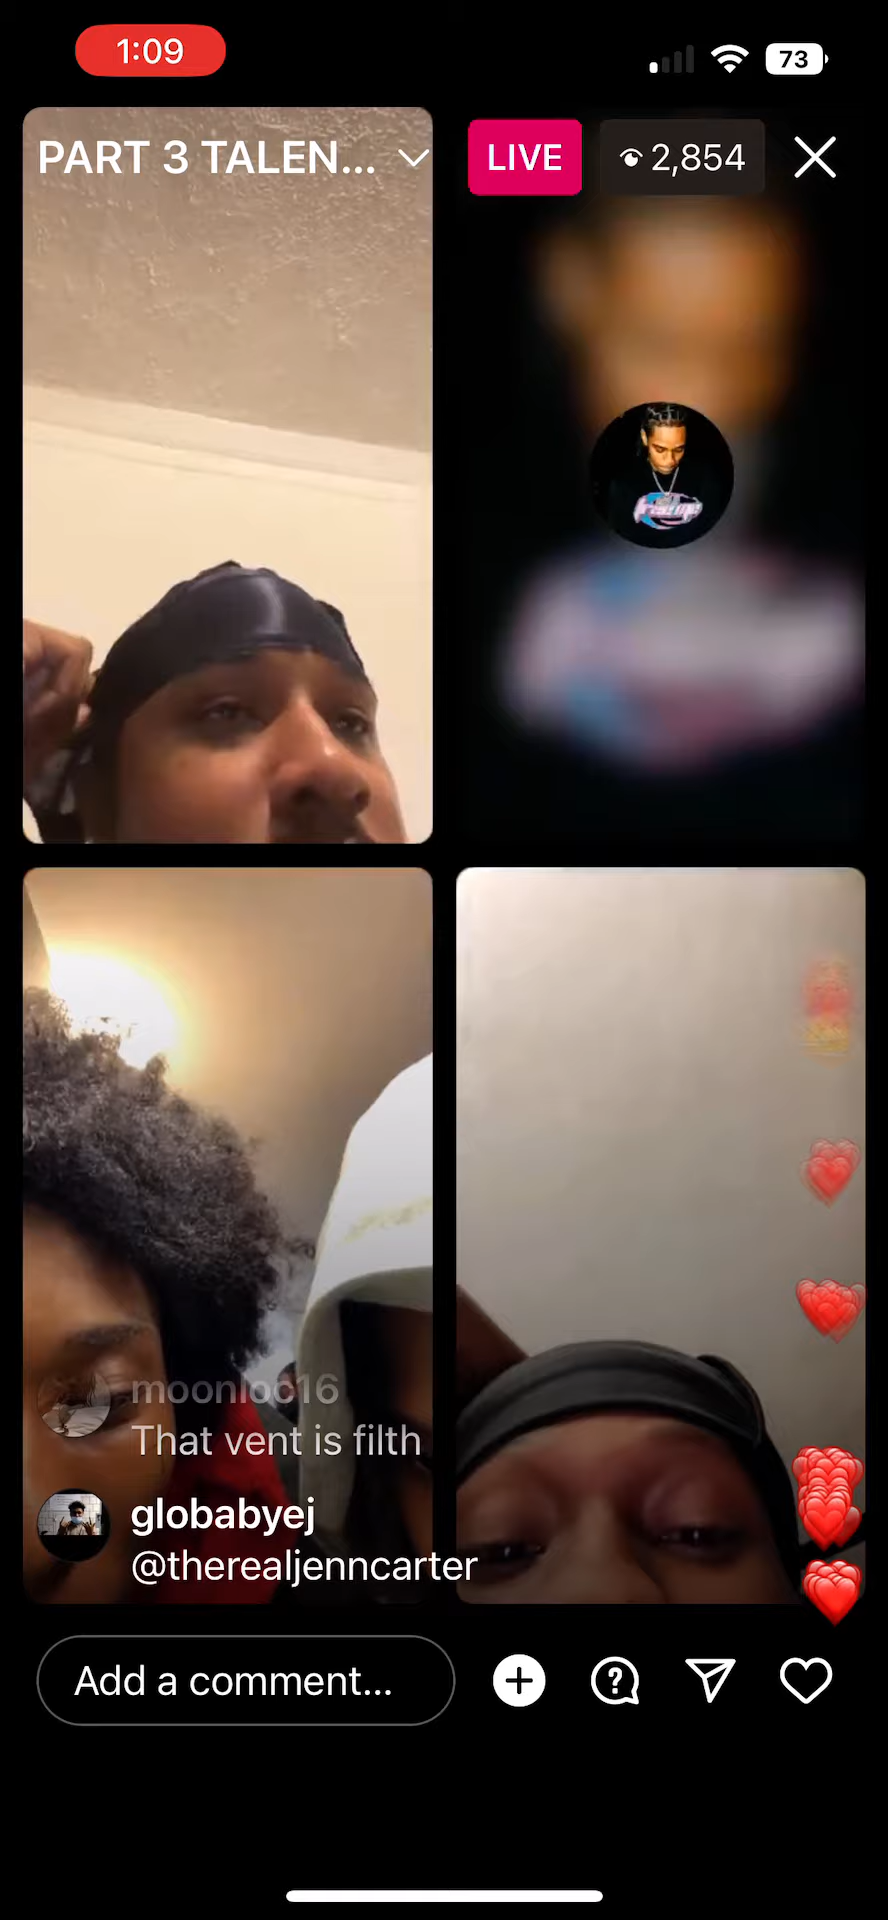 1:09
73
PART 3 TALEN...
LIVE
2,854
moonloc16
That vent is filth
globabyej
@therealjenncarter
Add a comment...